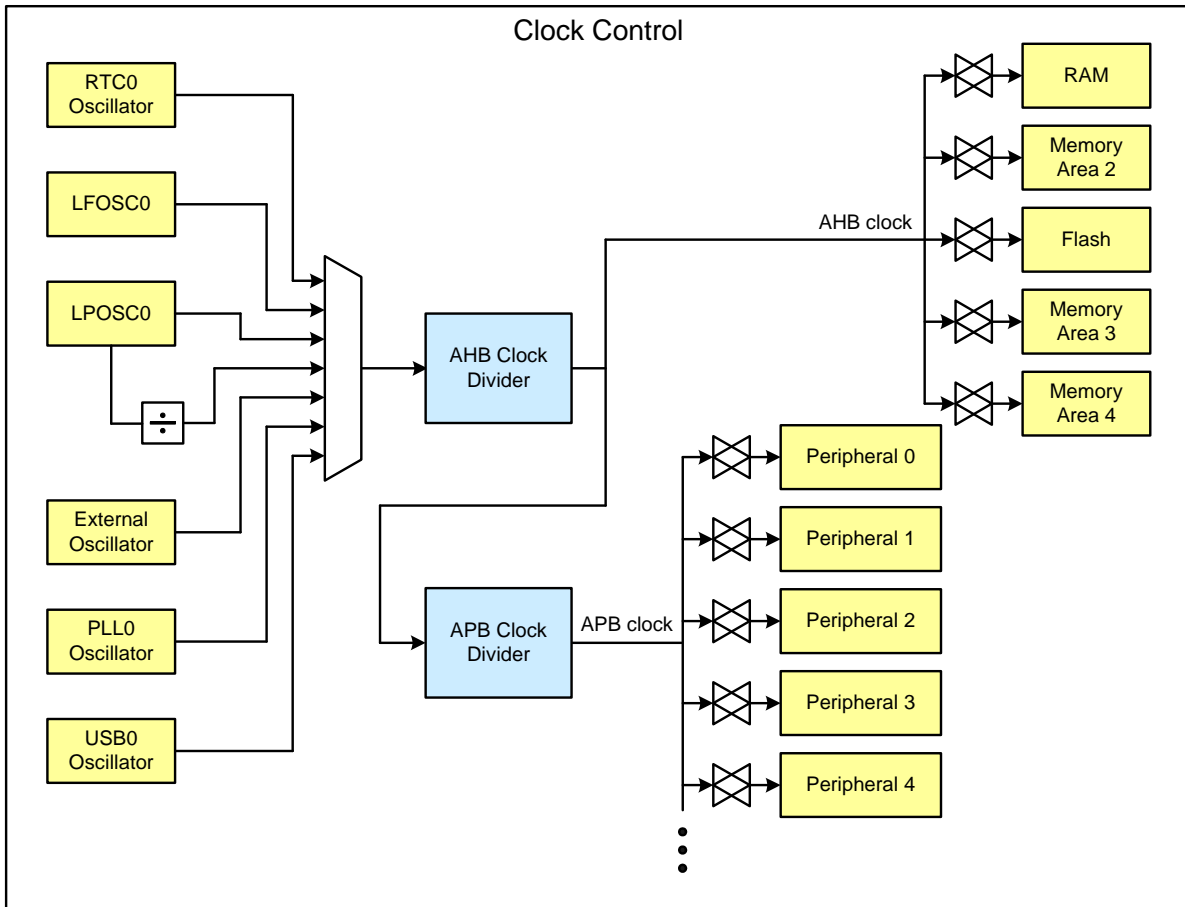 Clock Control
RTC0
Oscillator
LFOSC0
LPOSC0
÷
External
Oscillator
PLL0
Oscillator
USB0
Oscillator
AHB Clock
Divider
APB Clock
Divider
AHB clock
APB clock
RAM
Memory
Area 2
Flash
Memory
Area 3
Memory
Area 4
Peripheral 0
Peripheral 1
Peripheral 2
Peripheral 3
Peripheral 4